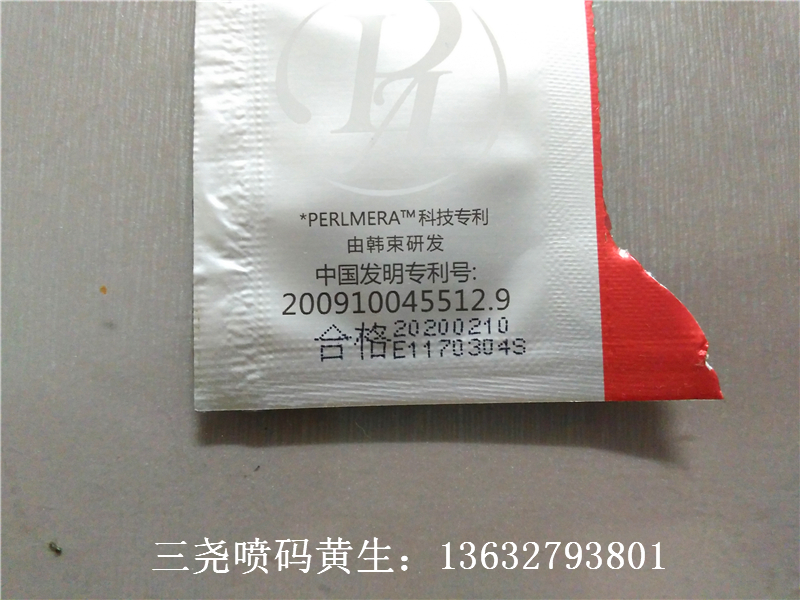 *PERLMERA™科技专利
由韩束研发
中国发明专利号:
200910045512.9
合格20200210
E1170304S
三尧喷码黄生：13632793801